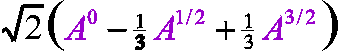 √2(A^0 − 1/3 A^{1/2} + 1/3 A^{3/2})